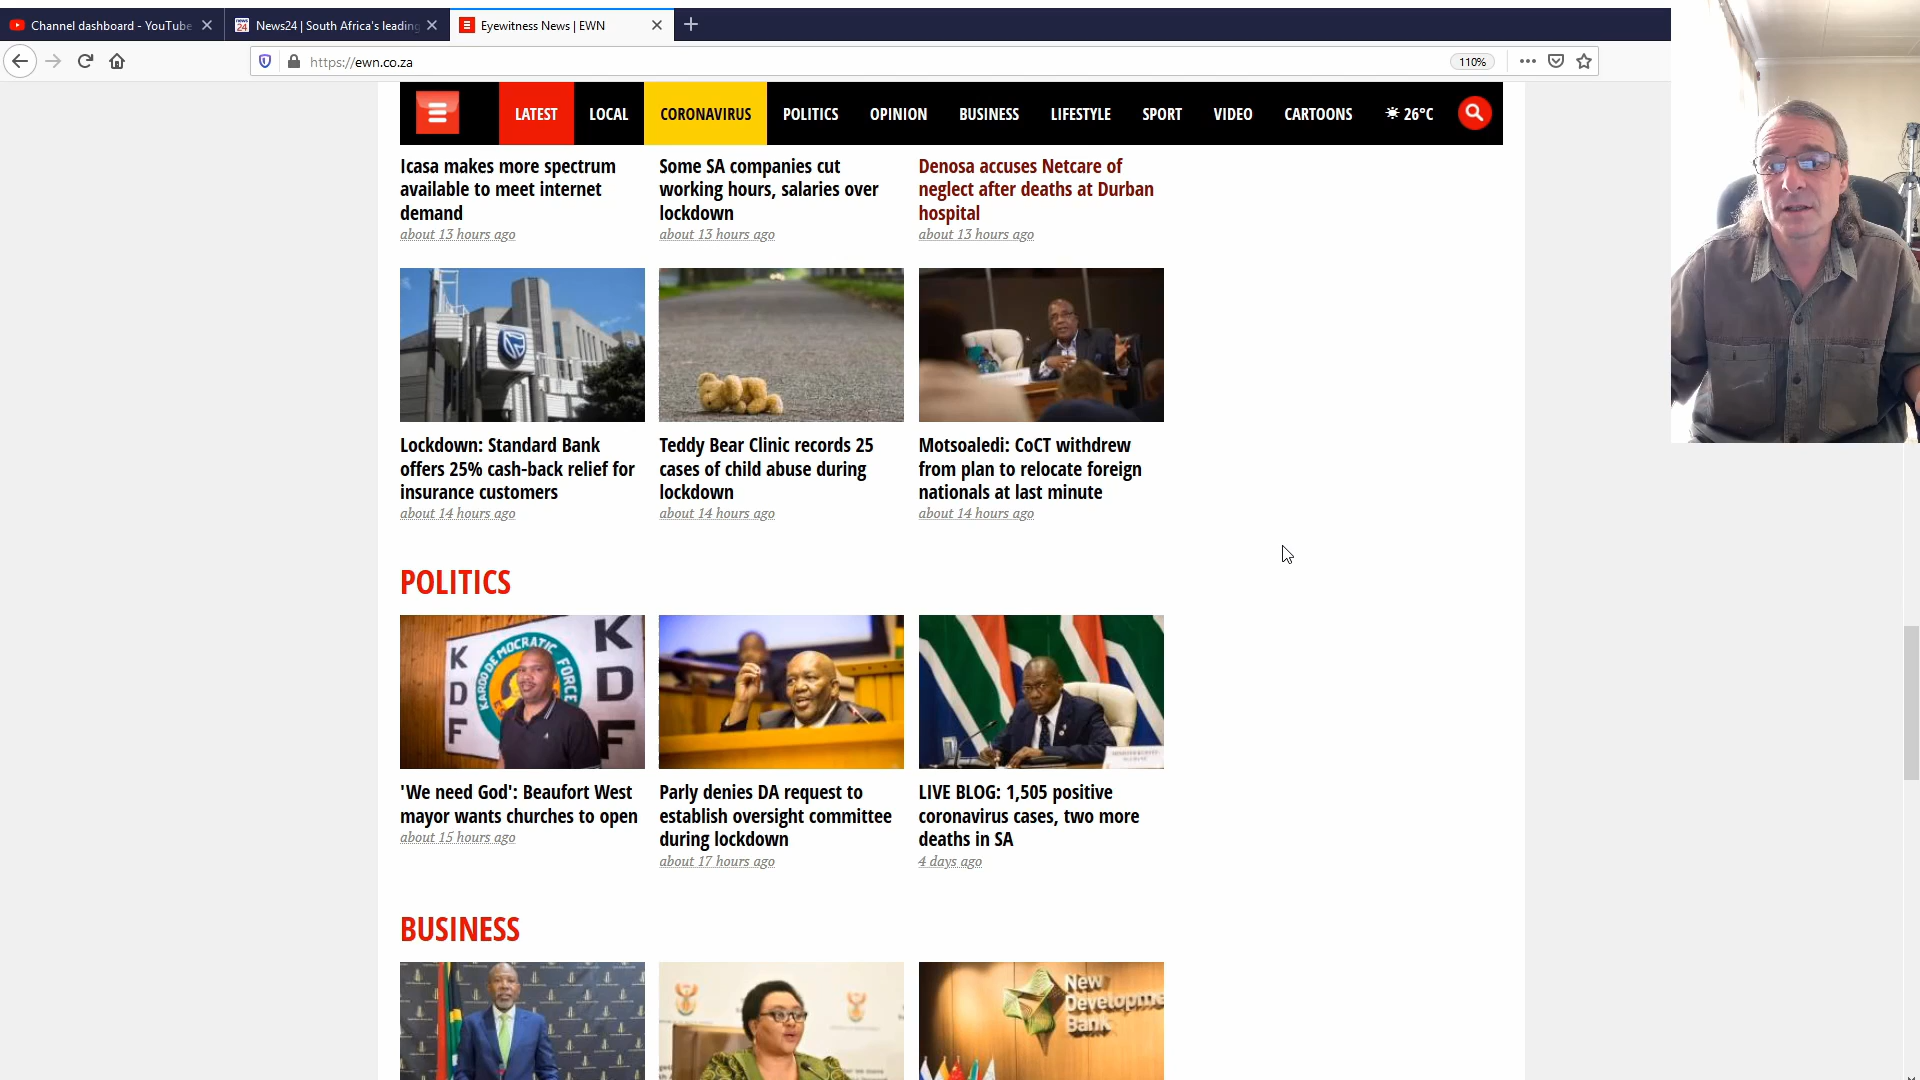 Channel dashboard - YouTube
News24 | South Africa's leading
Eyewitness News | EWN
https://ewn.co.za
110%
LATEST
LOCAL
CORONAVIRUS
POLITICS
OPINION
BUSINESS
LIFESTYLE
SPORT
VIDEO
CARTOONS
26°C
Icasa makes more spectrum
available to meet internet
demand
about 13 hours ago
Some SA companies cut
working hours, salaries over
lockdown
about 13 hours ago
Denosa accuses Netcare of
neglect after deaths at Durban
hospital
about 13 hours ago
Lockdown: Standard Bank
offers 25% cash-back relief for
insurance customers
about 14 hours ago
Teddy Bear Clinic records 25
cases of child abuse during
lockdown
about 14 hours ago
Motsoaledi: CoCT withdrew
from plan to relocate foreign
nationals at last minute
about 14 hours ago
POLITICS
KDF
KAROO DEMOCRATIC FORCE
KDF
'We need God': Beaufort West
mayor wants churches to open
about 15 hours ago
Parly denies DA request to
establish oversight committee
during lockdown
about 17 hours ago
LIVE BLOG: 1,505 positive
coronavirus cases, two more
deaths in SA
4 days ago
BUSINESS
New
Developme
Bank